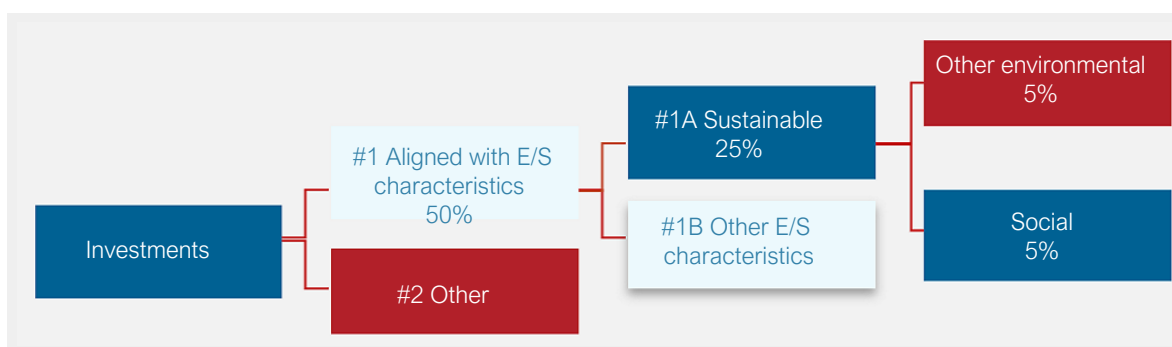 Investments
#1 Aligned with E/S
characteristics
50%
#2 Other
#1A Sustainable
25%
#1B Other E/S
characteristics
Other environmental
5%
Social
5%